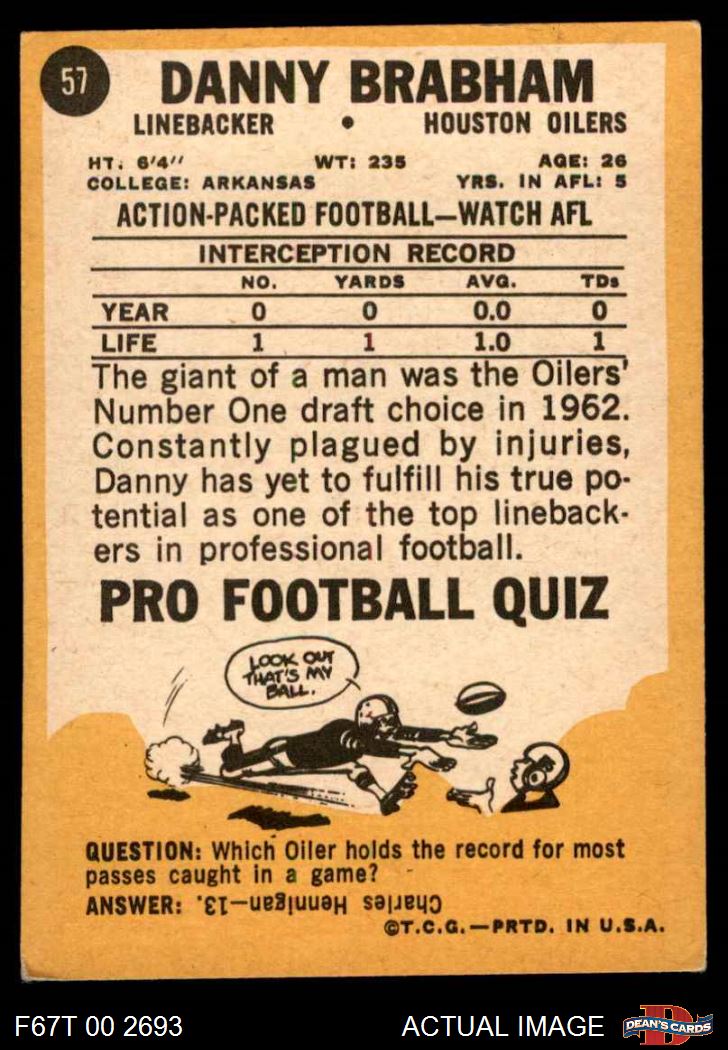 57
DANNY BRABHAM
LINEBACKER • HOUSTON OILERS
HT. 6'4" WT: 235 AGE: 26
COLLEGE: ARKANSAS YRS. IN AFL: 5
ACTION-PACKED FOOTBALL—WATCH AFL
INTERCEPTION RECORD
NO. YARDS AVG. TDs
YEAR 0 0 0.0 0
LIFE 1 1 1.0 1
The giant of a man was the Oilers'
Number One draft choice in 1962.
Constantly plagued by injuries,
Danny has yet to fulfill his true po-
tential as one of the top lineback-
ers in professional football.
PRO FOOTBALL QUIZ
LOOK OUT
THAT'S MY
BALL.
QUESTION: Which Oiler holds the record for most
passes caught in a game?
ANSWER: Charles Hennigan—13.
©T.C.G.—PRTD. IN U.S.A.
F67T 00 2693 ACTUAL IMAGE
D
DEAN'S CARDS